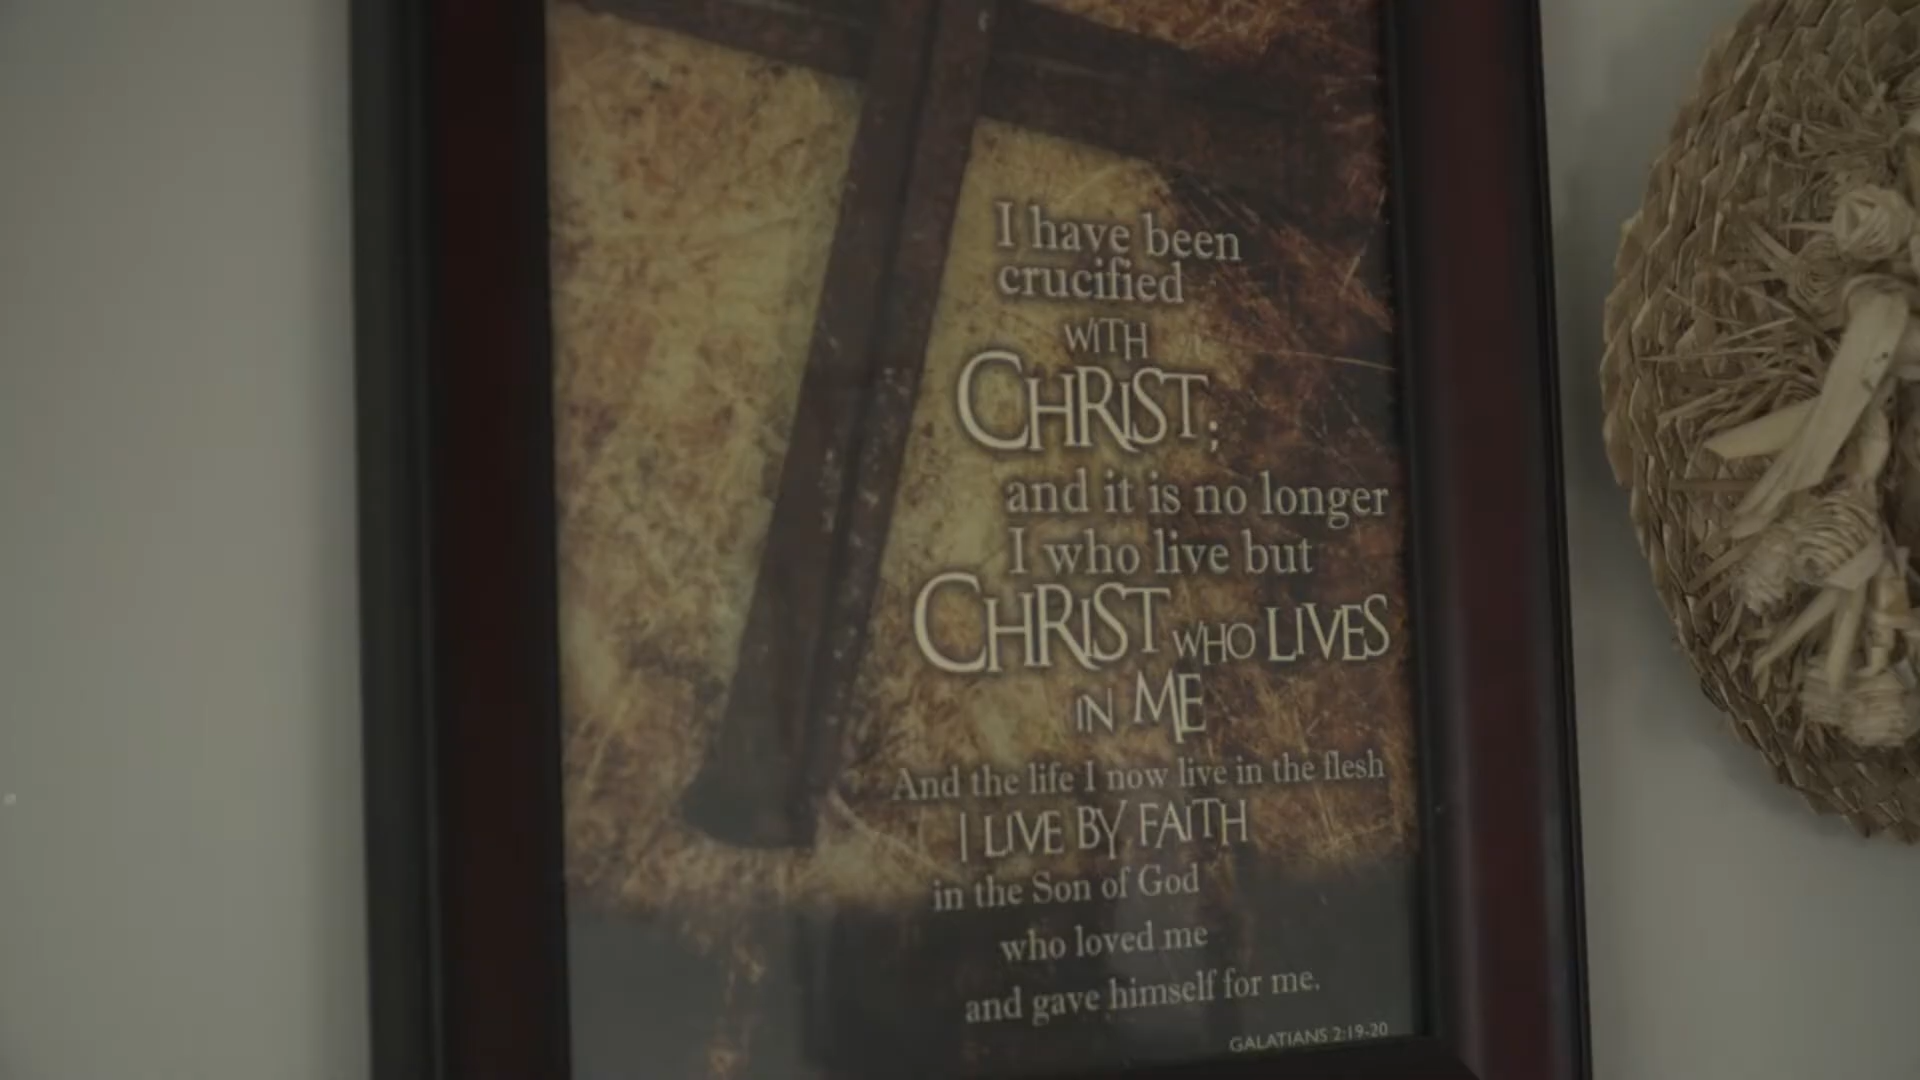 I have been
crucified
WITH
CHRIST;
and it is no longer
I who live but
CHRIST WHO LIVES
IN ME
And the life I now live in the flesh
I LIVE BY FAITH
in the Son of God
who loved me
and gave himself for me.
GALATIANS 2:19-20